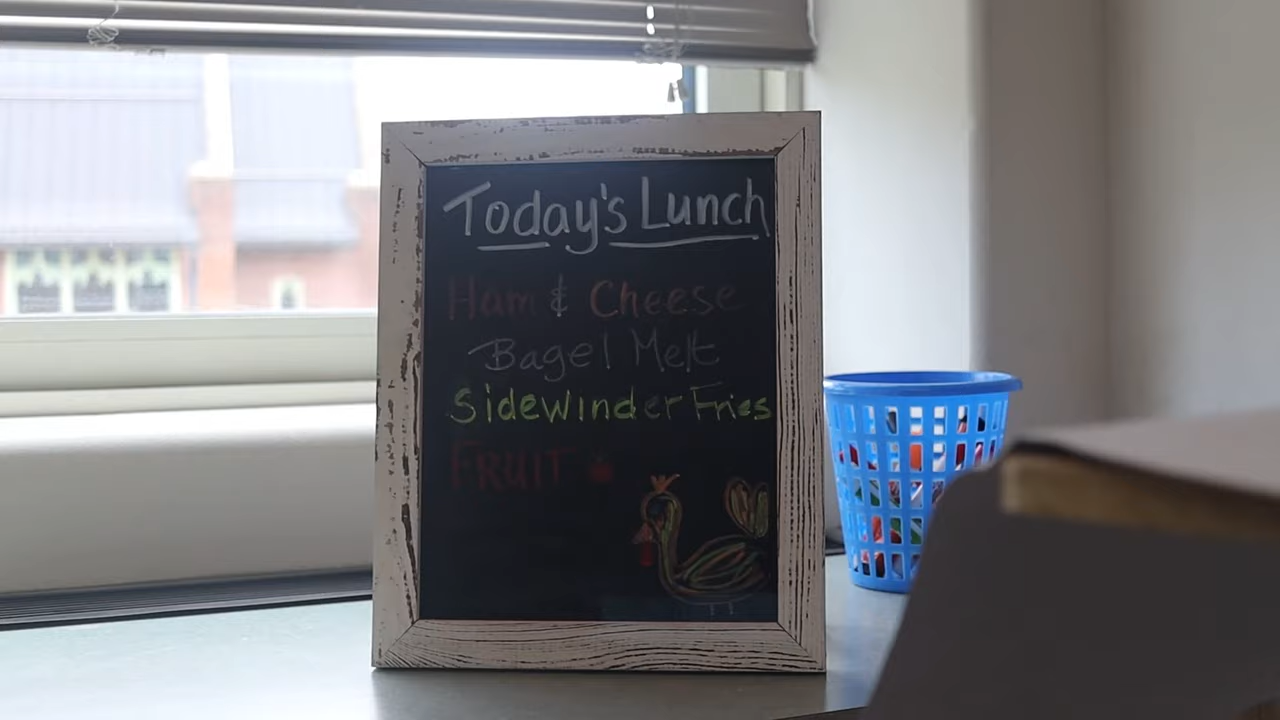 Today's Lunch
Ham & Cheese
Bagel Melt
Sidewinder Fries
FRUIT